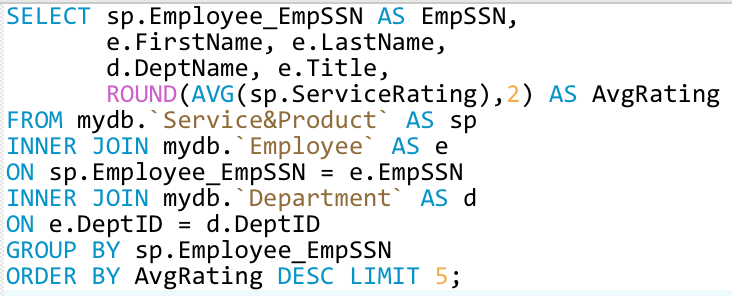 SELECT sp.Employee_EmpSSN AS EmpSSN,
e.FirstName, e.LastName,
d.DeptName, e.Title,
ROUND(AVG(sp.ServiceRating),2) AS AvgRating
FROM mydb.`Service&Product` AS sp
INNER JOIN mydb.`Employee` AS e
ON sp.Employee_EmpSSN = e.EmpSSN
INNER JOIN mydb.`Department` AS d
ON e.DeptID = d.DeptID
GROUP BY sp.Employee_EmpSSN
ORDER BY AvgRating DESC LIMIT 5;